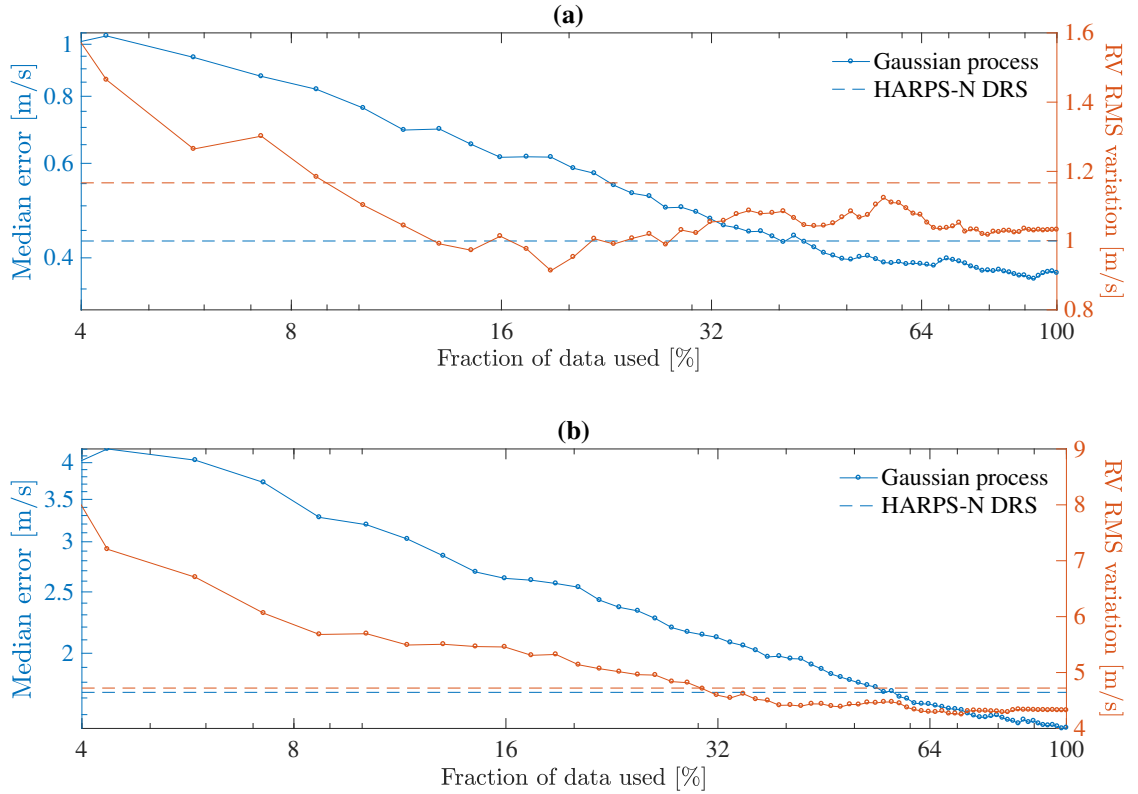 (a)
Gaussian process
HARPS-N DRS
Median error [m/s]
1
0.8
0.6
0.4
RV RMS variation [m/s]
1.6
1.4
1.2
1
0.8
4 8 16 32 64 100
Fraction of data used [%]
(b)
Gaussian process
HARPS-N DRS
Median error [m/s]
4
3.5
3
2.5
2
RV RMS variation [m/s]
9
8
7
6
5
4
4 8 16 32 64 100
Fraction of data used [%]